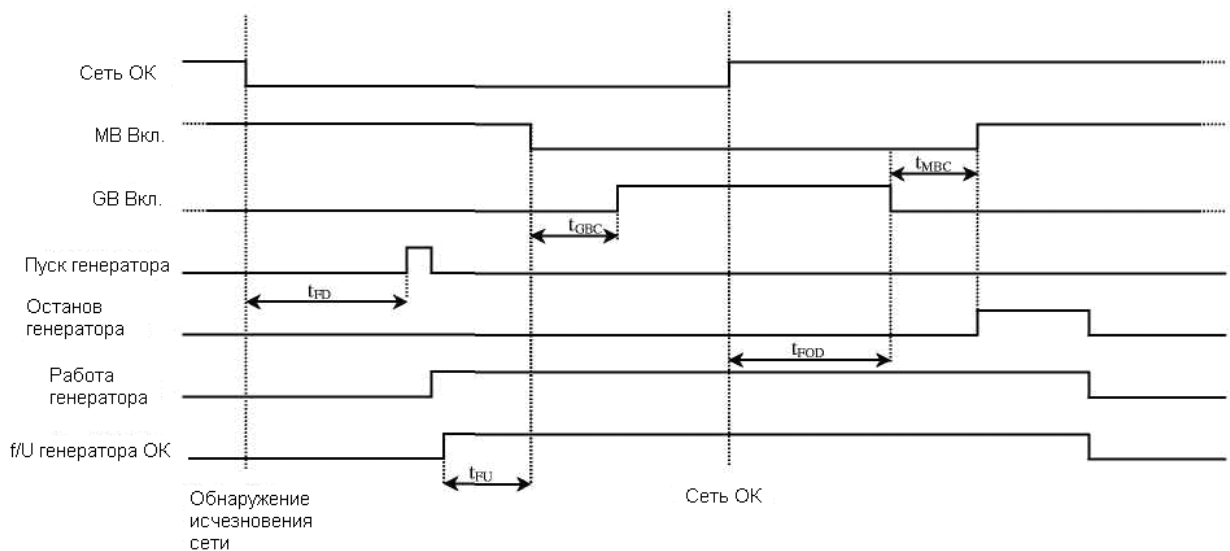 Сеть ОК
МВ Вкл.
tMBC
GB Вкл.
tGBC
Пуск генератора
tFD
Останов
генератора
tFOD
Работа
генератора
f/U генератора ОК
tFU
Обнаружение
исчезновения
сети
Сеть ОК